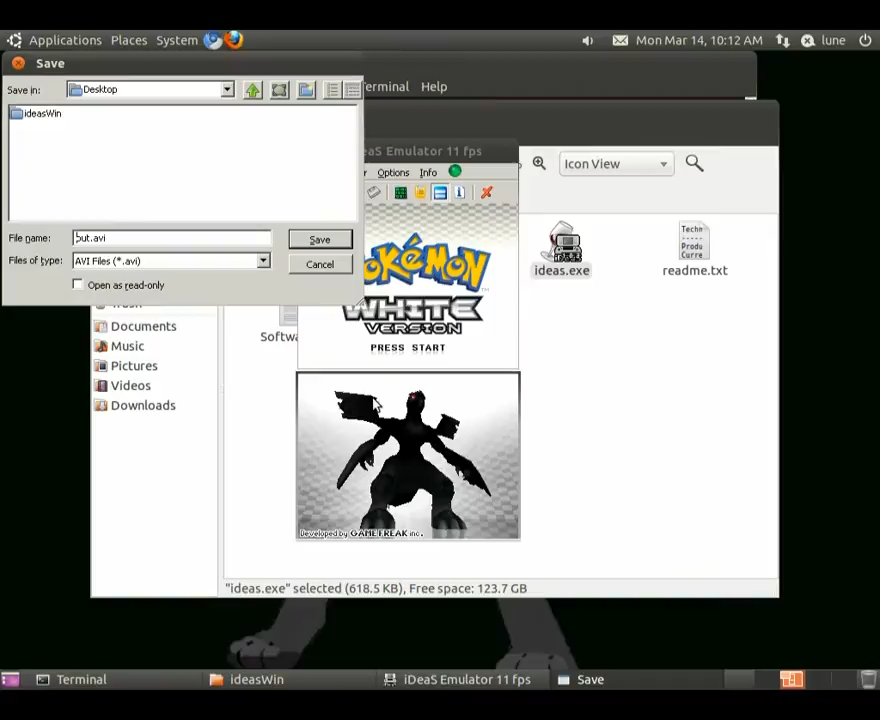 Applications Places System
Mon Mar 14, 10:12 AM
lune
Save
Save in:
Desktop
ideasWin
File name:
out.avi
Save
Files of type:
AVI Files (*.avi)
Cancel
Open as read-only
Terminal Help
Emulator 11 fps
Options Info
Icon View
POKéMON
WHITE
VERSION
PRESS START
Developed by GAME FREAK inc.
ideas.exe
readme.txt
Techn
Produ
Curre
Documents
Music
Pictures
Videos
Downloads
"ideas.exe" selected (618.5 KB), Free space: 123.7 GB
Terminal
ideasWin
iDeaS Emulator 11 fps
Save